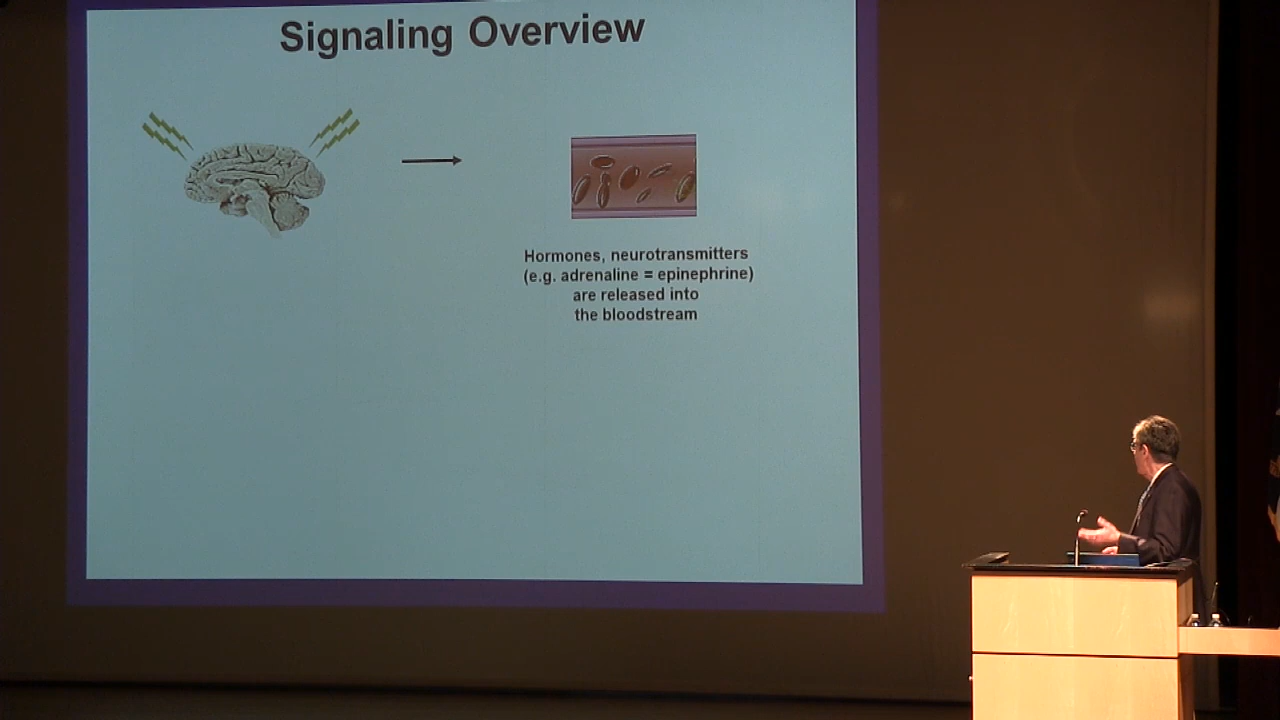 Signaling Overview
Hormones, neurotransmitters
(e.g. adrenaline = epinephrine)
are released into
the bloodstream